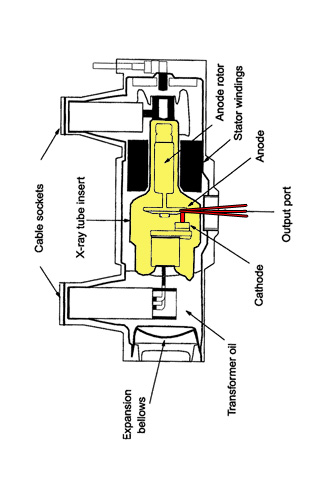 Cable sockets
X-ray tube insert
Expansion
bellows
Transformer oil
Cathode
Output port
Anode
Stator windings
Anode rotor